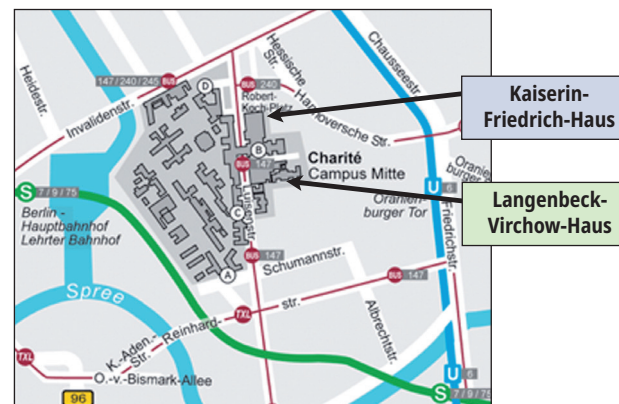 Heidestr.
147/240/245
BUS
Invalidenstr.
D
BUS
240
Robert-
Koch-Platz
Hessische
Str.
Hannoversche Str.
Chausseestr.
Kaiserin-
Friedrich-Haus
B
BUS
147
Charité
Campus Mitte
Oranien-
burger Tor
U
6
Friedrichstr.
Langenbeck-
Virchow-Haus
S
7/9/75
Berlin -
Hauptbahnhof
Lehrter Bahnhof
C
Luisenstr.
A
BUS
147
Schumannstr.
BUS
147
Spree
TXL
Reinhard-
str.
Albrechtstr.
K.-Aden.-
Str.
TXL
O.-v.-Bismark-Allee
96
U
6
S
7/9/75